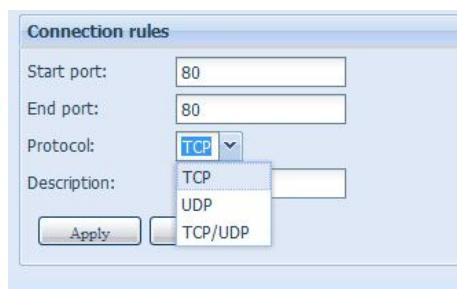 Connection rules
Start port: 80
End port: 80
Protocol: TCP
Description:
TCP
UDP
TCP/UDP
Apply